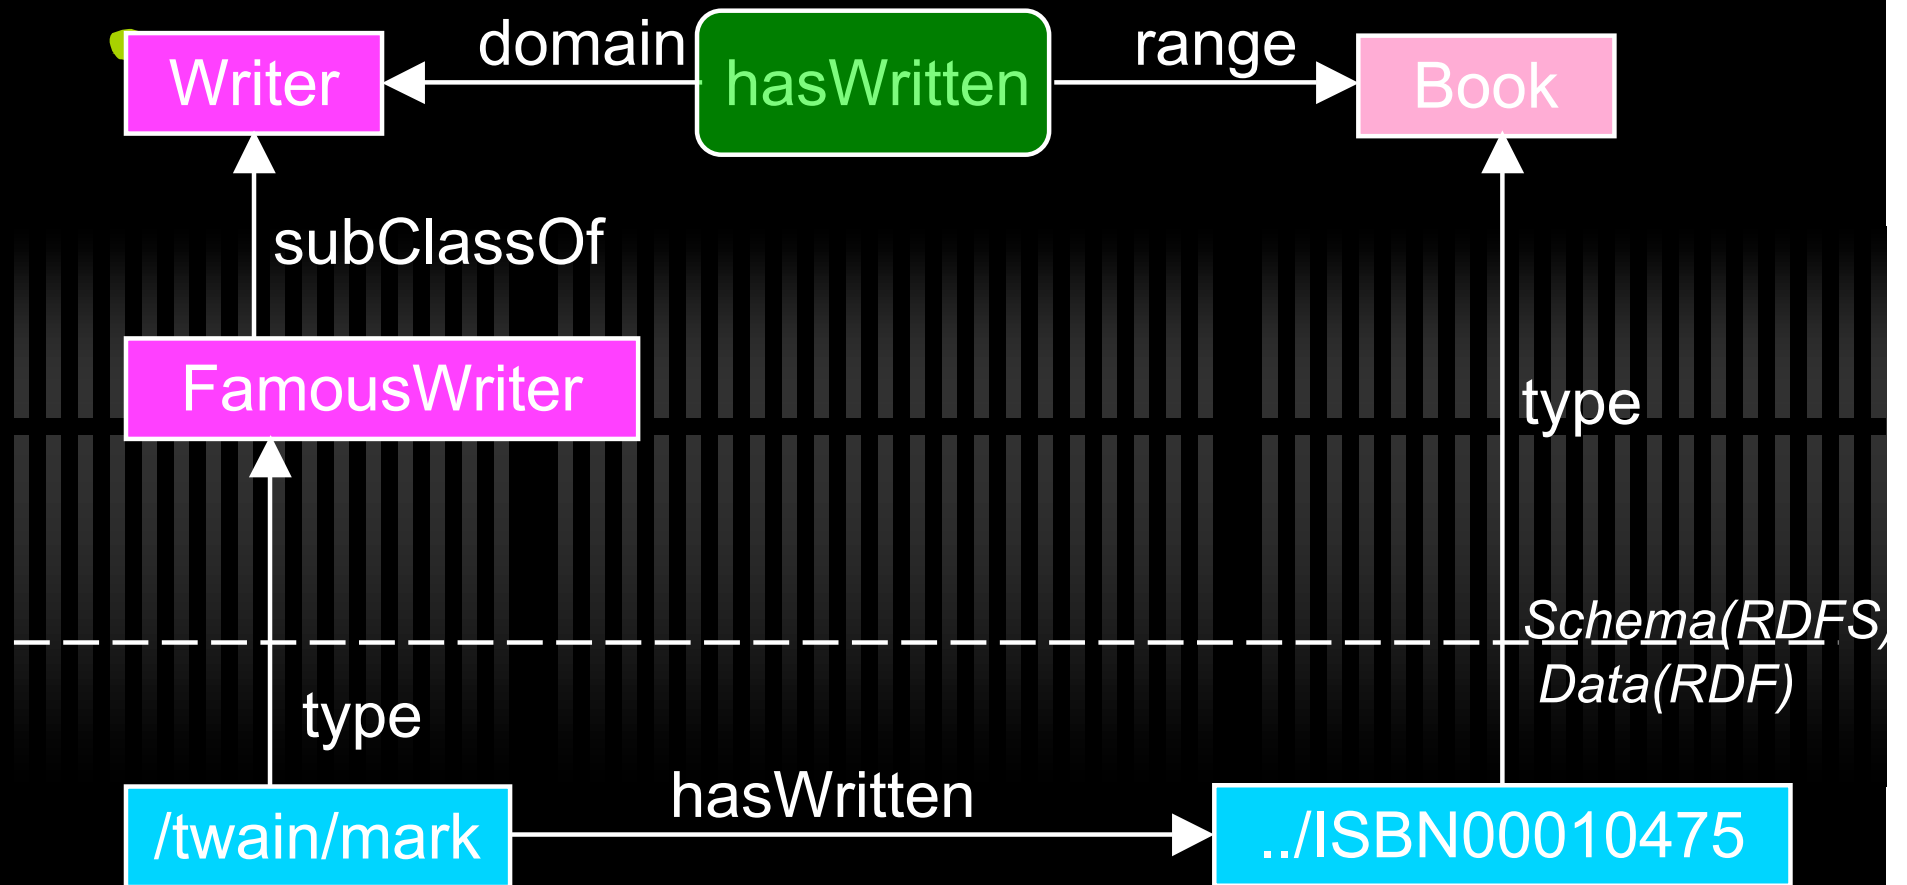 Writer
domain
hasWritten
range
Book
subClassOf
FamousWriter
type
Schema(RDFS)
Data(RDF)
type
hasWritten
/twain/mark
../ISBN00010475